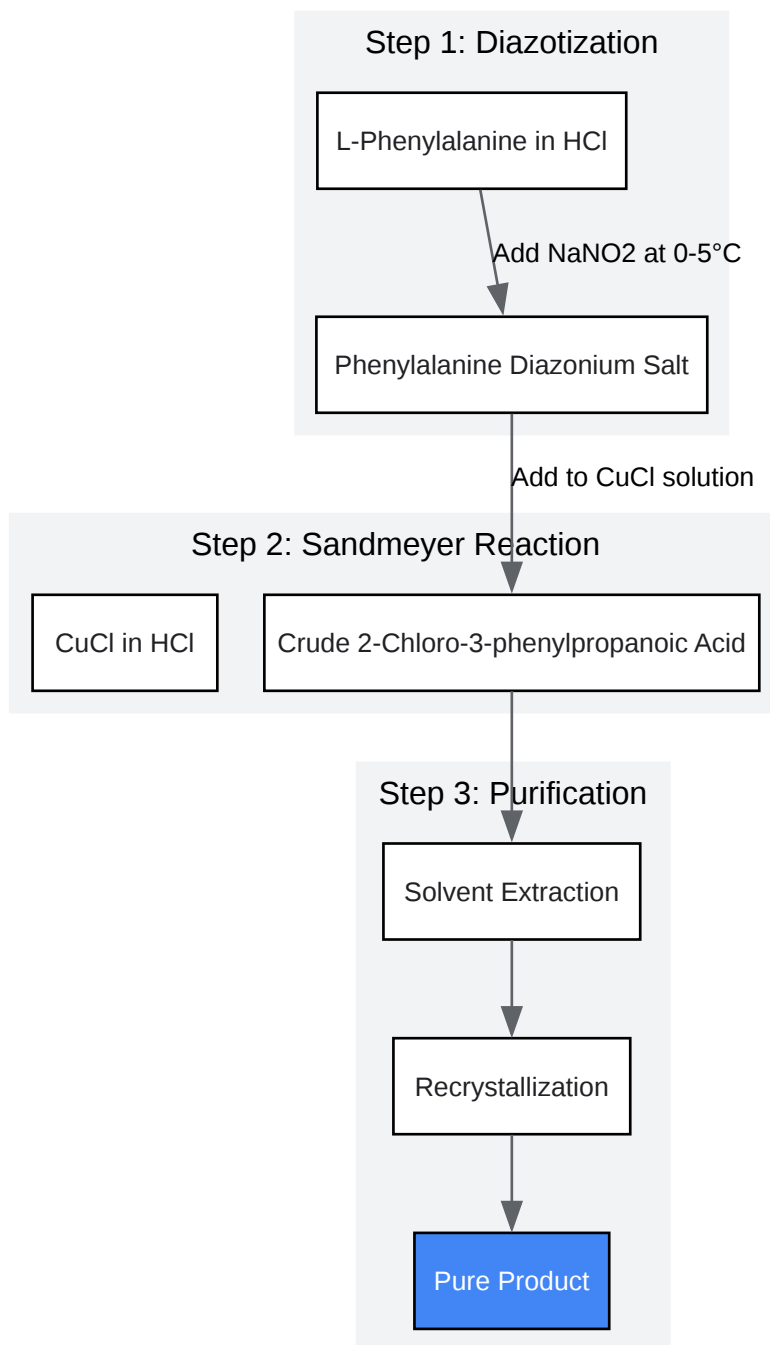 Step 1: Diazotization
L-Phenylalanine in HCl
Add NaNO2 at 0-5°C
Phenylalanine Diazonium Salt
Add to CuCl solution
Step 2: Sandmeyer Reaction
CuCl in HCl
Crude 2-Chloro-3-phenylpropanoic Acid
Step 3: Purification
Solvent Extraction
Recrystallization
Pure Product